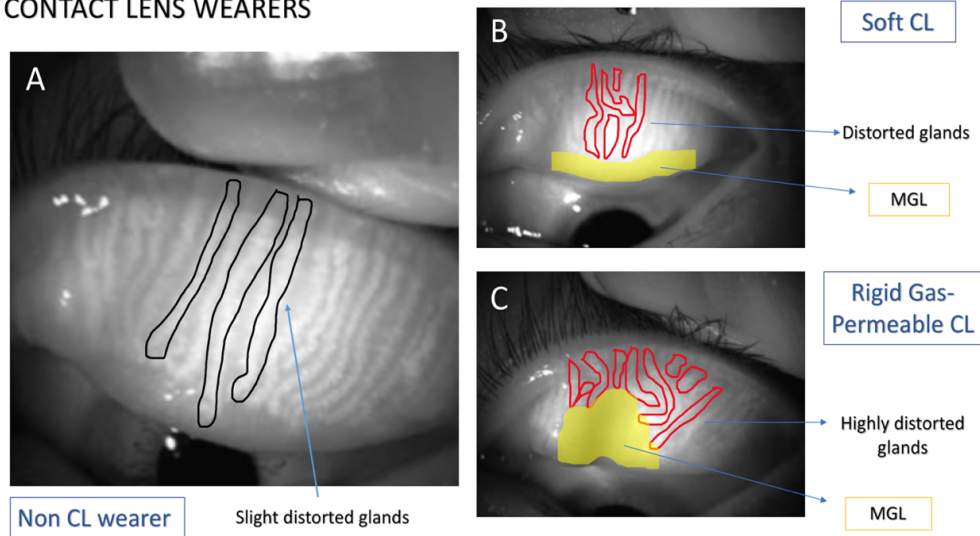 CONTACT LENS WEARERS
A
Non CL wearer
Slight distorted glands
B
Soft CL
Distorted glands
MGL
C
Rigid Gas-
Permeable CL
Highly distorted
glands
MGL